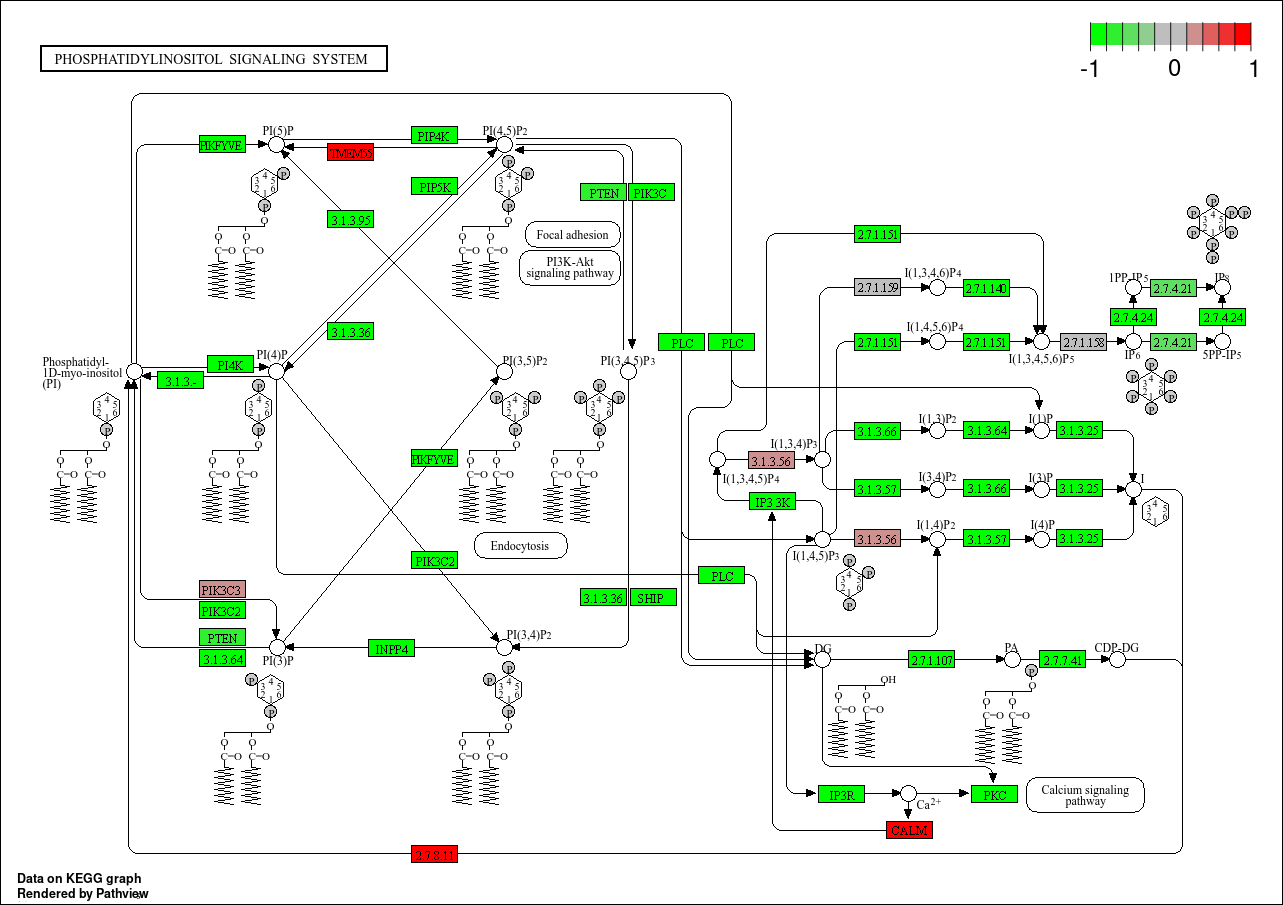 PHOSPHATIDYLINOSITOL SIGNALING SYSTEM
-1 0 1
PI(5)P
PI(4,5)P2
PIKFYVE
TMEM55
PIP4K
PIP5K
PTEN
PIK3C
3.1.3.95
Focal adhesion
PI3K-Akt
signaling pathway
3.1.3.36
2.7.1.151
I(1,3,4,6)P4
2.7.1.159
2.7.1.140
1PP-IP5
2.7.4.21
IP8
2.7.4.24
2.7.4.24
I(1,4,5,6)P4
2.7.1.151
2.7.1.151
2.7.1.158
2.7.4.21
I(1,3,4,5,6)P5
IP6
5PP-IP5
PLC
PLC
Phosphatidyl-
1D-myo-inositol
(PI)
PI4K
3.1.3.-
PI(4)P
PI(3,5)P2
PI(3,4,5)P3
I(1,3)P2
I(1)P
3.1.3.66
3.1.3.64
3.1.3.25
I(1,3,4)P3
3.1.3.56
I(1,3,4,5)P4
PIKFYVE
I(3,4)P2
I(3)P
I
3.1.3.57
3.1.3.66
3.1.3.25
IP3 3K
I(1,4)P2
I(4)P
3.1.3.56
3.1.3.57
3.1.3.25
I(1,4,5)P3
Endocytosis
PIK3C2
PLC
PIK3C3
PIK3C2
3.1.3.36
SHIP
PTEN
3.1.3.64
PI(3)P
INPP4
PI(3,4)P2
DG
2.7.1.107
PA
2.7.7.41
CDP-DG
OH
IP3R
Ca2+
PKC
Calcium signaling
pathway
CALM
2.7.8.11
Data on KEGG graph
Rendered by Pathview